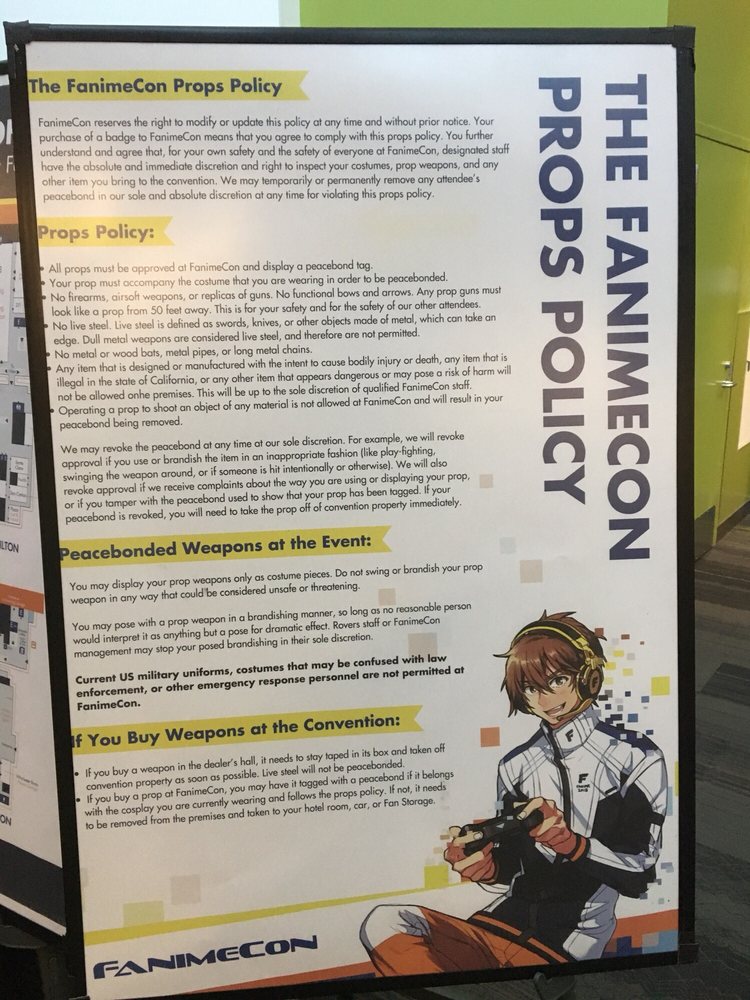 The FanimeCon Props Policy
FanimeCon reserves the right to modify or update this policy at any time and without prior notice. Your
purchase of a badge to FanimeCon means that you agree to comply with this props policy. You further
understand and agree that, for your own safety and the safety of everyone at FanimeCon, designated staff
have the absolute and immediate discretion and right to inspect your costumes, prop weapons, and any
other item you bring to the convention. We may temporarily or permanently remove any attendee's
peacebond in our sole and absolute discretion at any time for violating this props policy.
Props Policy:
• All props must be approved at FanimeCon and display a peacebond tag.
• Your prop must accompany the costume that you are wearing in order to be peacebonded.
• No firearms, airsoft weapons, or replicas of guns. No functional bows and arrows. Any prop guns must
look like a prop from 50 feet away. This is for your safety and for the safety of our other attendees.
• No live steel. Live steel is defined as swords, knives, or other objects made of metal, which can take an
edge. Dull metal weapons are considered live steel, and therefore are not permitted.
• No metal or wood bats, metal pipes, or long metal chains.
• Any item that is designed or manufactured with the intent to cause bodily injury or death, any item that is
illegal in the state of California, or any other item that appears dangerous or may pose a risk of harm will
not be allowed onhe premises. This will be up to the sole discretion of qualified FanimeCon staff.
• Operating a prop to shoot an object of any material is not allowed at FanimeCon and will result in your
peacebond being removed.
We may revoke the peacebond at any time at our sole discretion. For example, we will revoke
approval if you use or brandish the item in an inappropriate fashion (like play-fighting,
swinging the weapon around, or if someone is hit intentionally or otherwise). We will also
revoke approval if we receive complaints about the way you are using or displaying your prop,
or if you tamper with the peacebond used to show that your prop has been tagged. If your
peacebond is revoked, you will need to take the prop off of convention property immediately.
Peacebonded Weapons at the Event:
You may display your prop weapons only as costume pieces. Do not swing or brandish your prop
weapon in any way that could be considered unsafe or threatening.
You may pose with a prop weapon in a brandishing manner, so long as no reasonable person
would interpret it as anything but a pose for dramatic effect. Rovers staff or FanimeCon
management may stop your posed brandishing in their sole discretion.
Current US military uniforms, costumes that may be confused with law
enforcement, or other emergency response personnel are not permitted at
FanimeCon.
If You Buy Weapons at the Convention:
• If you buy a weapon in the dealer's hall, it needs to stay taped in its box and taken off
convention property as soon as possible. Live steel will not be peacebonded.
• If you buy a prop at FanimeCon, you may have it tagged with a peacebond if it belongs
with the cosplay you are currently wearing and follows the props policy. If not, it needs
to be removed from the premises and taken to your hotel room, car, or Fan Storage.
FANIMECON
THE FANIMECON
PROPS POLICY
F
F